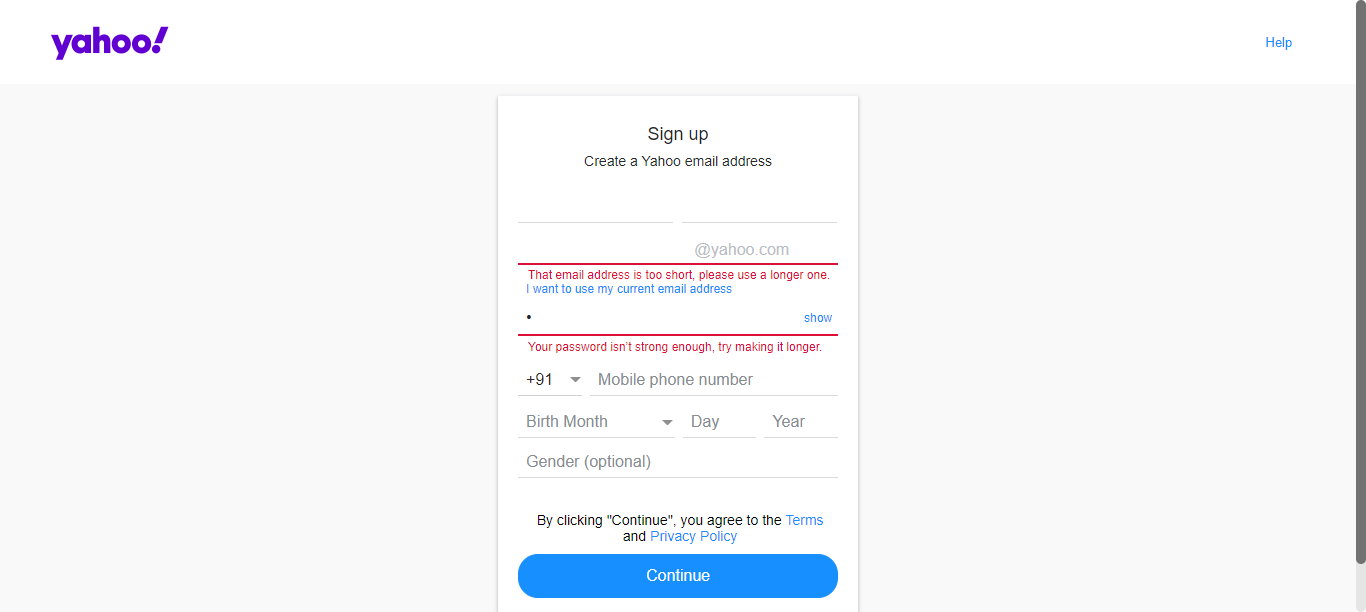 yahoo!
Help
Sign up
Create a Yahoo email address
@yahoo.com
That email address is too short, please use a longer one.
I want to use my current email address
• show
Your password isn't strong enough, try making it longer.
+91 Mobile phone number
Birth Month Day Year
Gender (optional)
By clicking "Continue", you agree to the Terms
and Privacy Policy
Continue